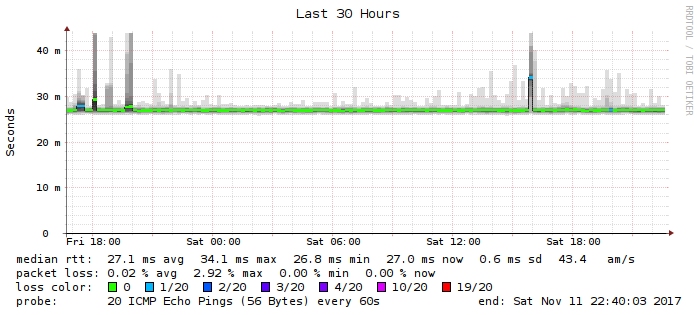 Last 30 Hours
RRDTOOL / TOBI OETIKER
Seconds
40 m
30 m
20 m
10 m
0
Fri 18:00 Sat 00:00 Sat 06:00 Sat 12:00 Sat 18:00
median rtt: 27.1 ms avg 34.1 ms max 26.8 ms min 27.0 ms now 0.6 ms sd 43.4 am/s
packet loss: 0.02 % avg 2.92 % max 0.00 % min 0.00 % now
loss color: 0 1/20 2/20 3/20 4/20 10/20 19/20
probe: 20 ICMP Echo Pings (56 Bytes) every 60s end: Sat Nov 11 22:40:03 2017